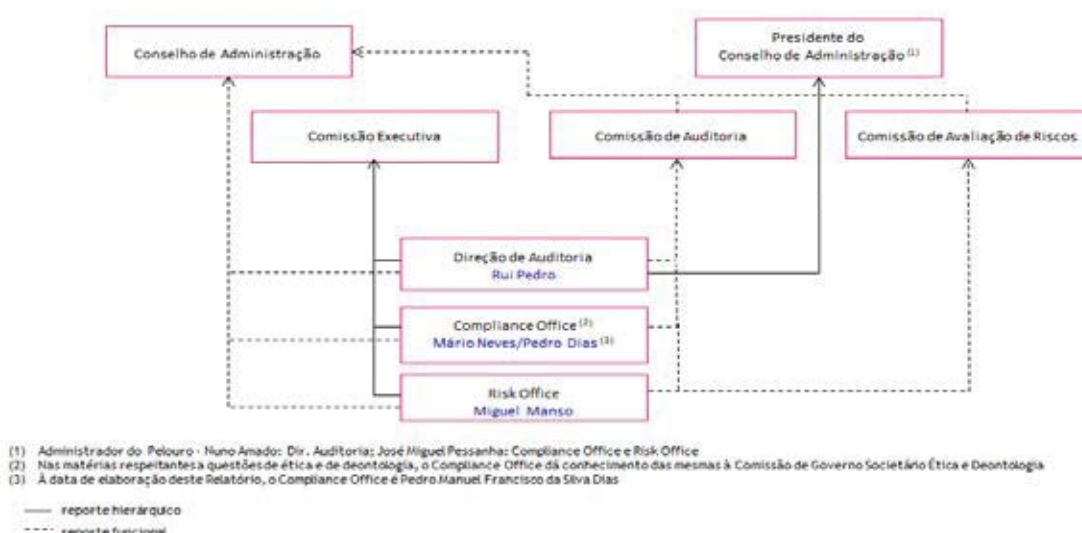 Conselho de Administração
Presidente do
Conselho de Administração (1)
Comissão Executiva
Comissão de Auditoria
Comissão de Avaliação de Riscos
Direção de Auditoria
Rui Pedro
Compliance Office (2)
Mário Neves/Pedro Dias (3)
Risk Office
Miguel Manso
(1) Administrador do Pelouro - Nuno Amado: Dir. Auditoria; José Miguel Pessanha: Compliance Office e Risk Office
(2) Nas matérias respeitantes a questões de ética e de deontologia, o Compliance Office dá conhecimento das mesmas à Comissão de Governo Societário Ética e Deontologia
(3) À data de elaboração deste Relatório, o Compliance Office é Pedro Manuel Francisco da Silva Dias
reporte hierárquico
reporte funcional